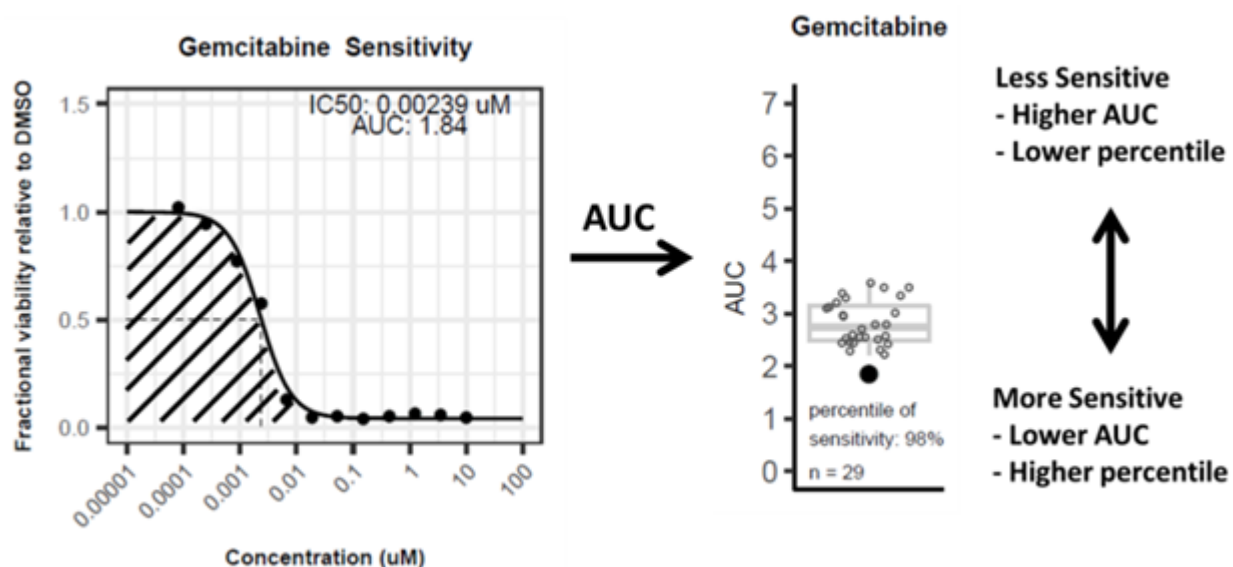 Gemcitabine Sensitivity
IC50: 0.00239 uM
AUC: 1.84
Fractional viability relative to DMSO
1.5
1.0
0.5
0.0
0.00001
0.0001
0.001
0.01
0.1
1
10
100
Concentration (uM)
AUC
Gemcitabine
AUC
7
6
5
4
3
2
1
0
percentile of
sensitivity: 98%
n = 29
Less Sensitive
- Higher AUC
- Lower percentile
More Sensitive
- Lower AUC
- Higher percentile